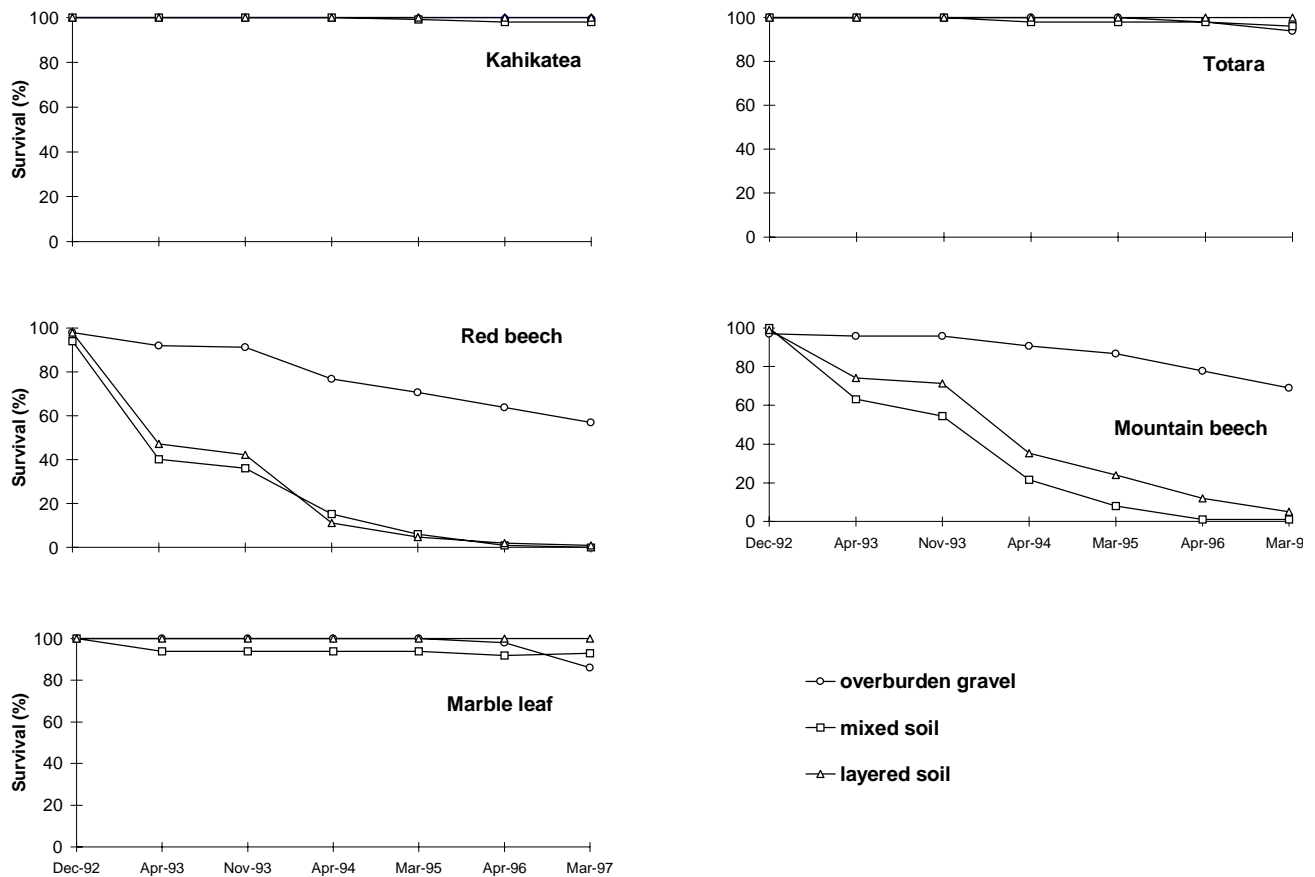 Kahikatea
Survival (%)
100
80
60
40
20
0
Totara
100
80
60
40
20
0
Red beech
Survival (%)
100
80
60
40
20
0
Mountain beech
100
80
60
40
20
0
Dec-92 Apr-93 Nov-93 Apr-94 Mar-95 Apr-96 Mar-9
Marble leaf
Survival (%)
100
80
60
40
20
0
Dec-92 Apr-93 Nov-93 Apr-94 Mar-95 Apr-96 Mar-97
overburden gravel
mixed soil
layered soil